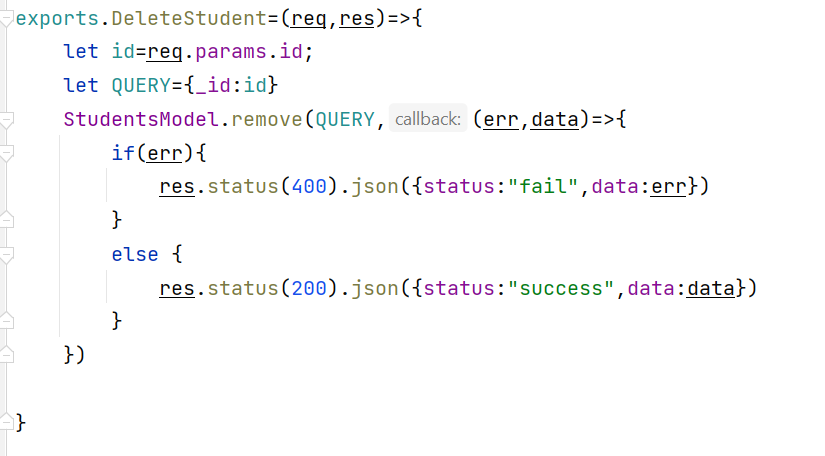 exports.DeleteStudent=(req,res)=>{
    let id=req.params.id;
    let QUERY={_id:id}
    StudentsModel.remove(QUERY, callback: (err,data)=>{
        if(err){
            res.status(400).json({status:"fail",data:err})
        }
        else {
            res.status(200).json({status:"success",data:data})
        }
    })
}